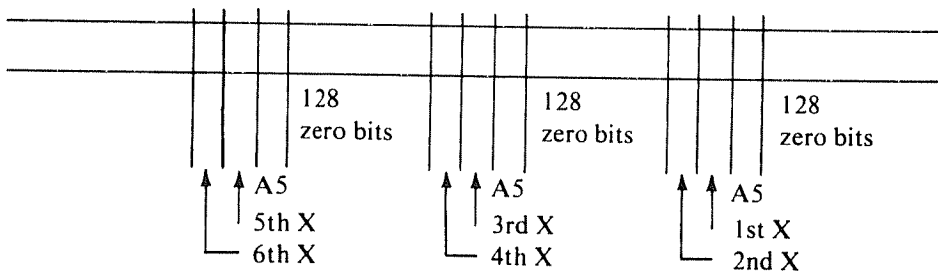 128
zero bits
A5
5th X
6th X
128
zero bits
A5
3rd X
4th X
128
zero bits
A5
1st X
2nd X